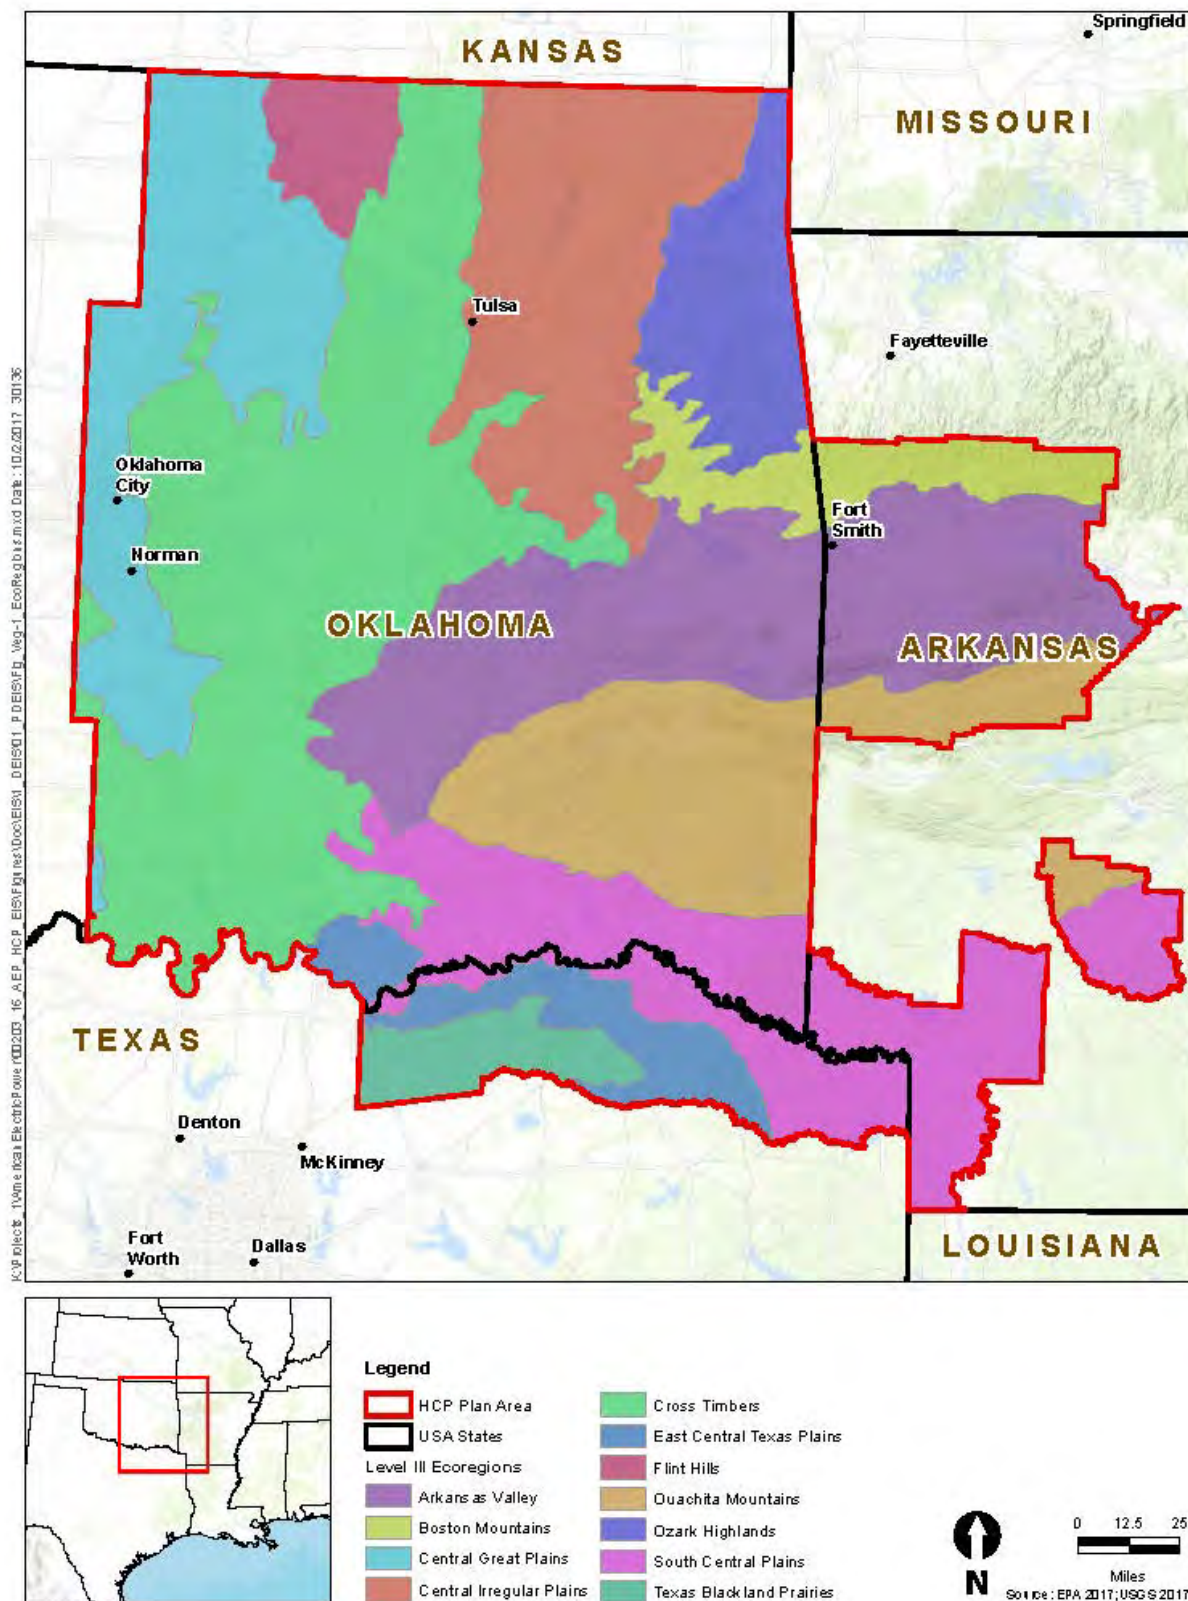 KANSAS
Springfield
MISSOURI
Tulsa
Fayetteville
Oklahoma
City
Norman
Fort
Smith
OKLAHOMA
ARKANSAS
TEXAS
Denton
McKinney
Fort
Worth
Dallas
LOUISIANA
Legend
HCP Plan Area
USA States
Level III Ecoregions
Arkansas Valley
Boston Mountains
Central Great Plains
Central Irregular Plains
Cross Timbers
East Central Texas Plains
Flint Hills
Ouachita Mountains
Ozark Highlands
South Central Plains
Texas Blackland Prairies
N
0 12.5 25
Miles
Source: EPA 2017; USGS 2017